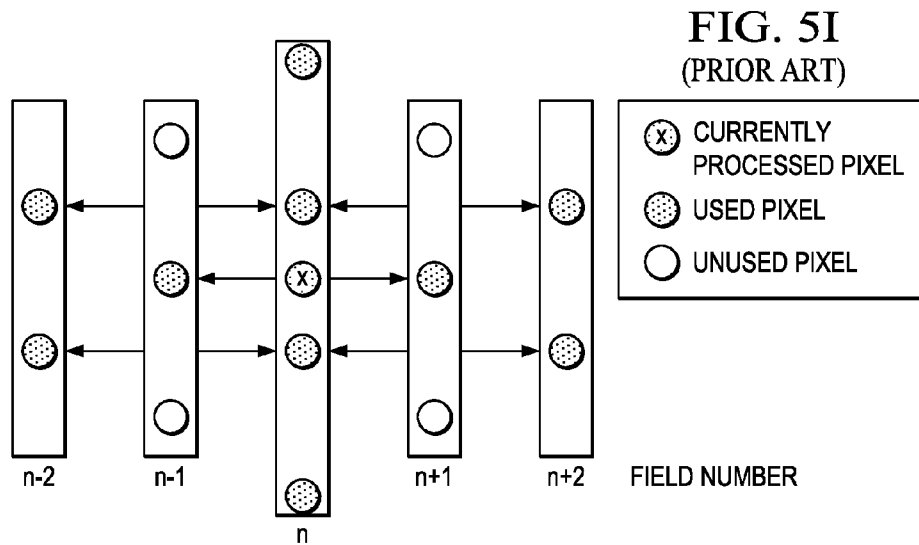 FIG. 5I
(PRIOR ART)
X CURRENTLY
PROCESSED PIXEL
USED PIXEL
UNUSED PIXEL
X
n-2
n-1
n
n+1
n+2
FIELD NUMBER